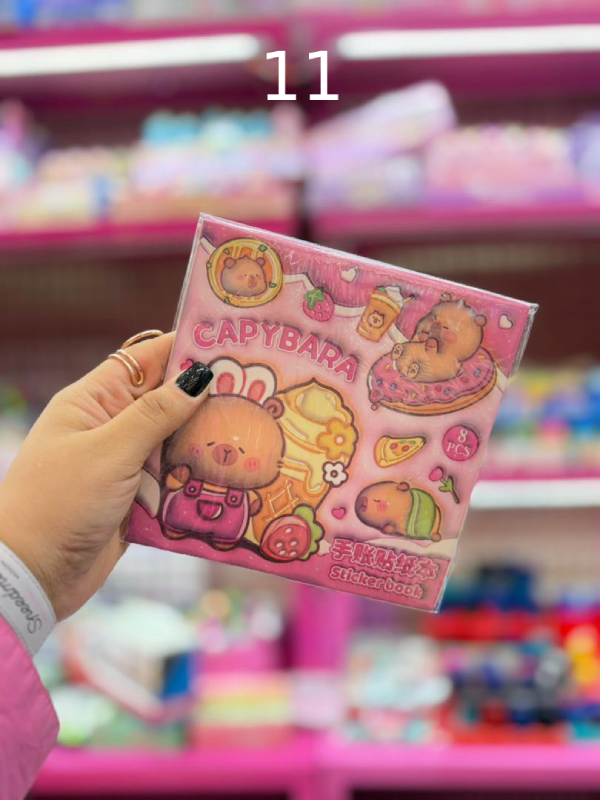 11
CAPYBARA
8
PCS
手账贴纸本
Sticker book